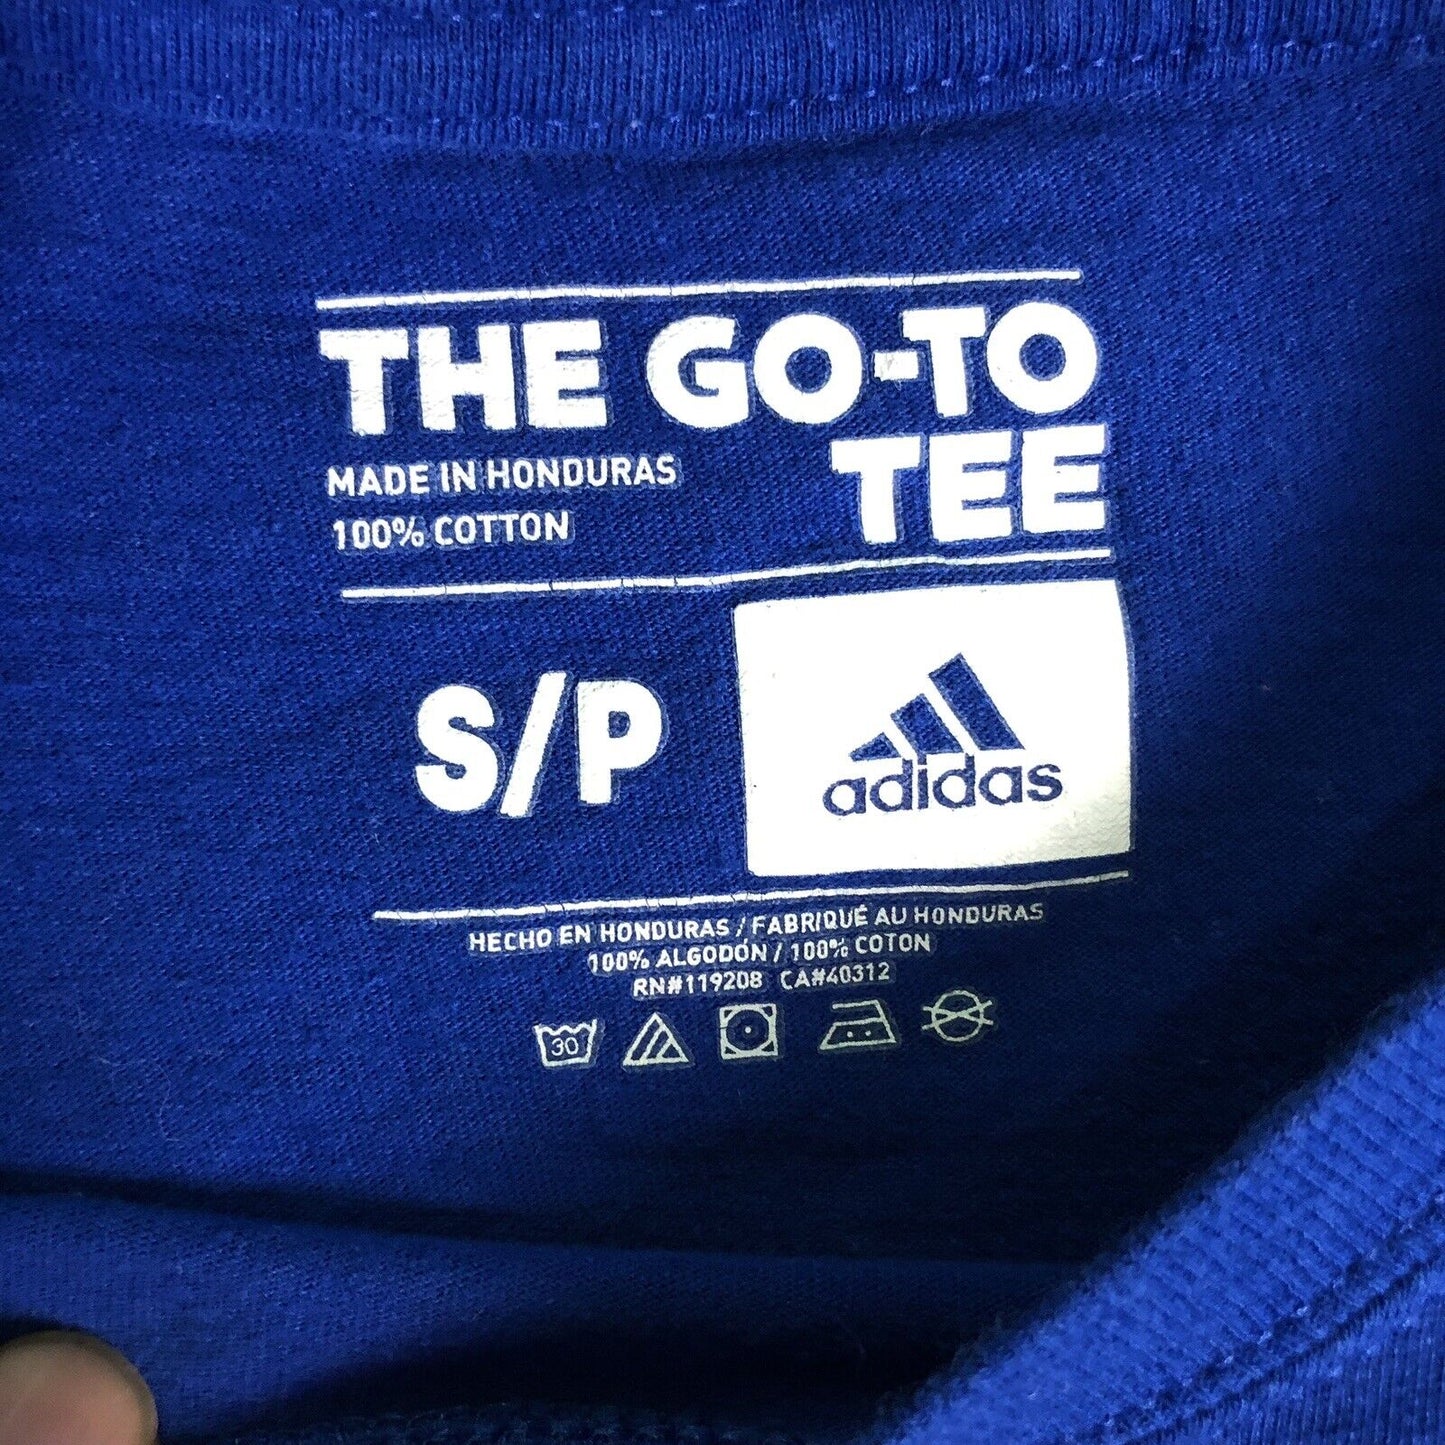 THE GO-TO
TEE
MADE IN HONDURAS
100% COTTON
S/P
adidas
HECHO EN HONDURAS / FABRIQUÉ AU HONDURAS
100% ALGODÓN / 100% COTON
RN#119208 CA#40312
30